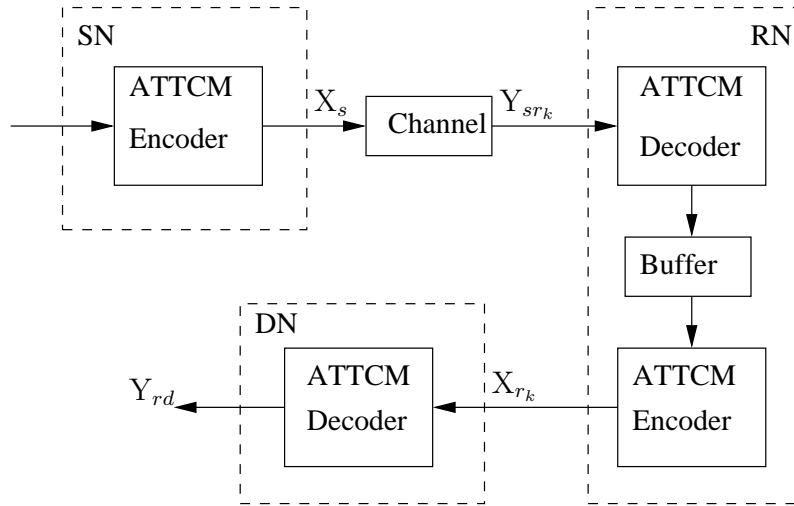 SN
RN
ATTCM
Encoder
X_s
Channel
Y_{sr_k}
ATTCM
Decoder
Buffer
DN
ATTCM
Decoder
Y_{rd}
X_{r_k}
ATTCM
Encoder